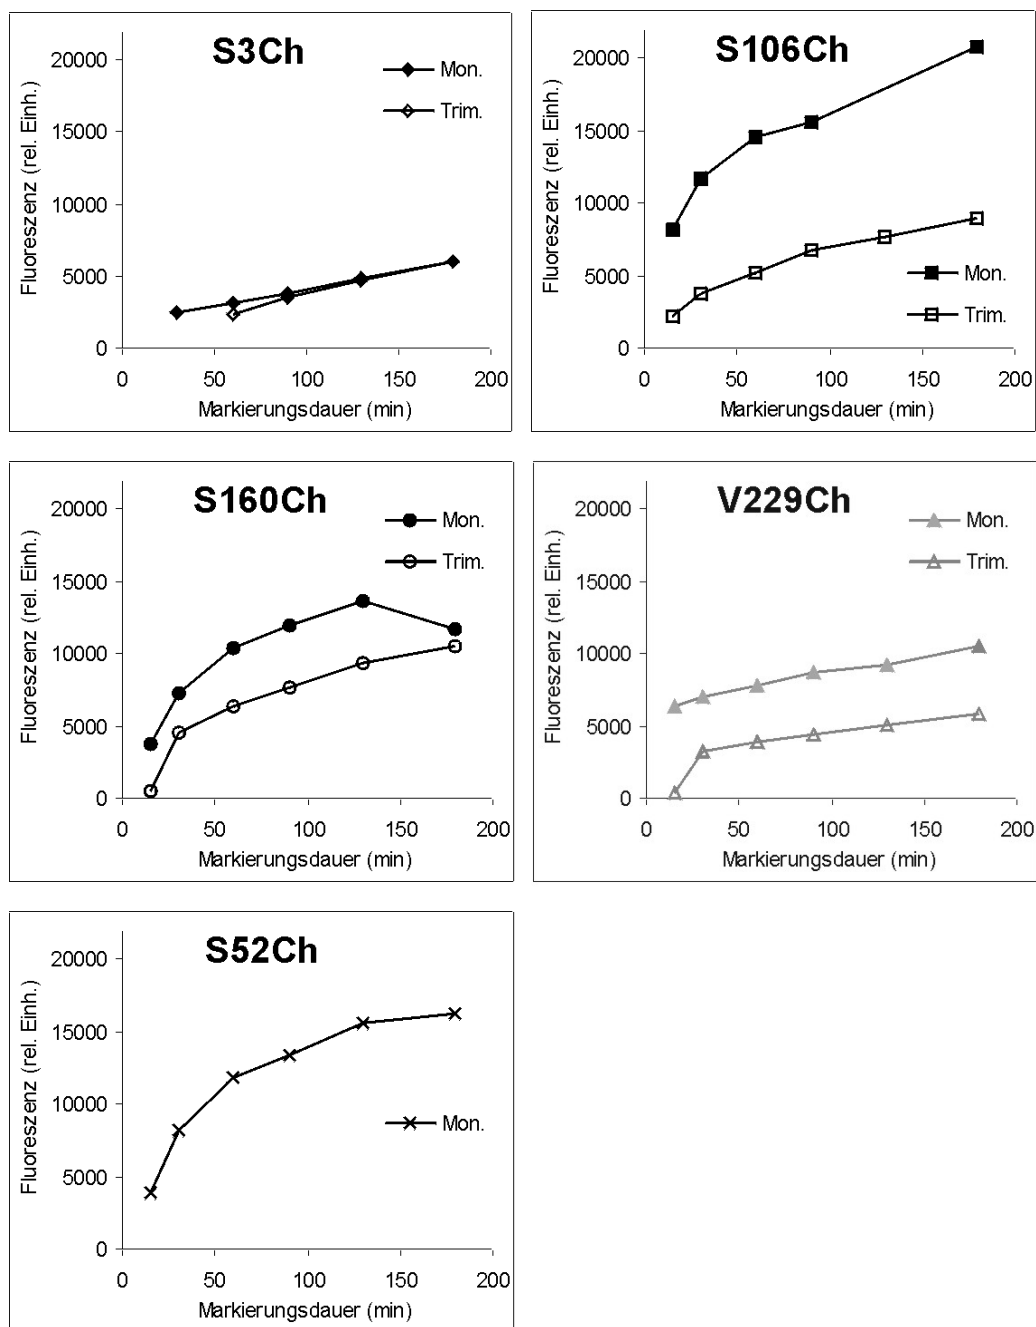 S3Ch
Fluoreszenz (rel. Einh.)
20000
15000
10000
5000
0
Mon.
Trim.
0 50 100 150 200
Markierungsdauer (min)
S106Ch
Fluoreszenz (rel. Einh.)
20000
15000
10000
5000
0
Mon.
Trim.
0 50 100 150 200
Markierungsdauer (min)
S160Ch
Fluoreszenz (rel. Einh.)
20000
15000
10000
5000
0
Mon.
Trim.
0 50 100 150 200
Markierungsdauer (min)
V229Ch
Fluoreszenz (rel. Einh.)
20000
15000
10000
5000
0
Mon.
Trim.
0 50 100 150 200
Markierungsdauer (min)
S52Ch
Fluoreszenz (rel. Einh.)
20000
15000
10000
5000
0
Mon.
0 50 100 150 200
Markierungsdauer (min)